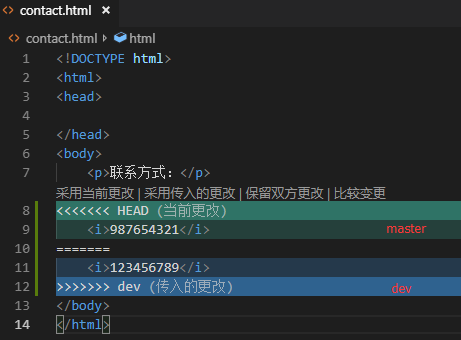 <> contact.html ×
<> contact.html > html
1 <!DOCTYPE html>
2 <html>
3 <head>
4
5 </head>
6 <body>
7 <p>联系方式：</p>
采用当前更改 | 采用传入的更改 | 保留双方更改 | 比较变更
8 <<<<<<< HEAD (当前更改)
9 <i>987654321</i> master
10 =======
11 <i>123456789</i>
12 >>>>>>> dev (传入的更改) dev
13 </body>
14 </html>